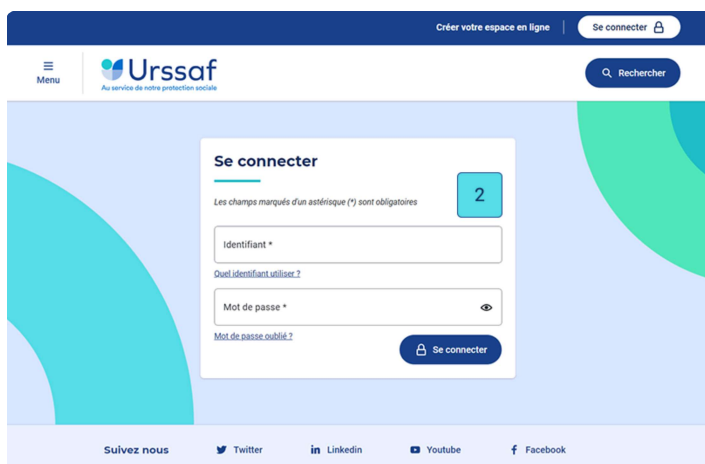 Créer votre espace en ligne
Se connecter
Menu
Urssaf
Au service de notre protection sociale
Rechercher
Se connecter
Les champs marqués d'un astérisque (*) sont obligatoires
2
Identifiant *
Quel identifiant utiliser ?
Mot de passe *
Mot de passe oublié ?
Se connecter
Suivez nous Twitter Linkedin Youtube Facebook